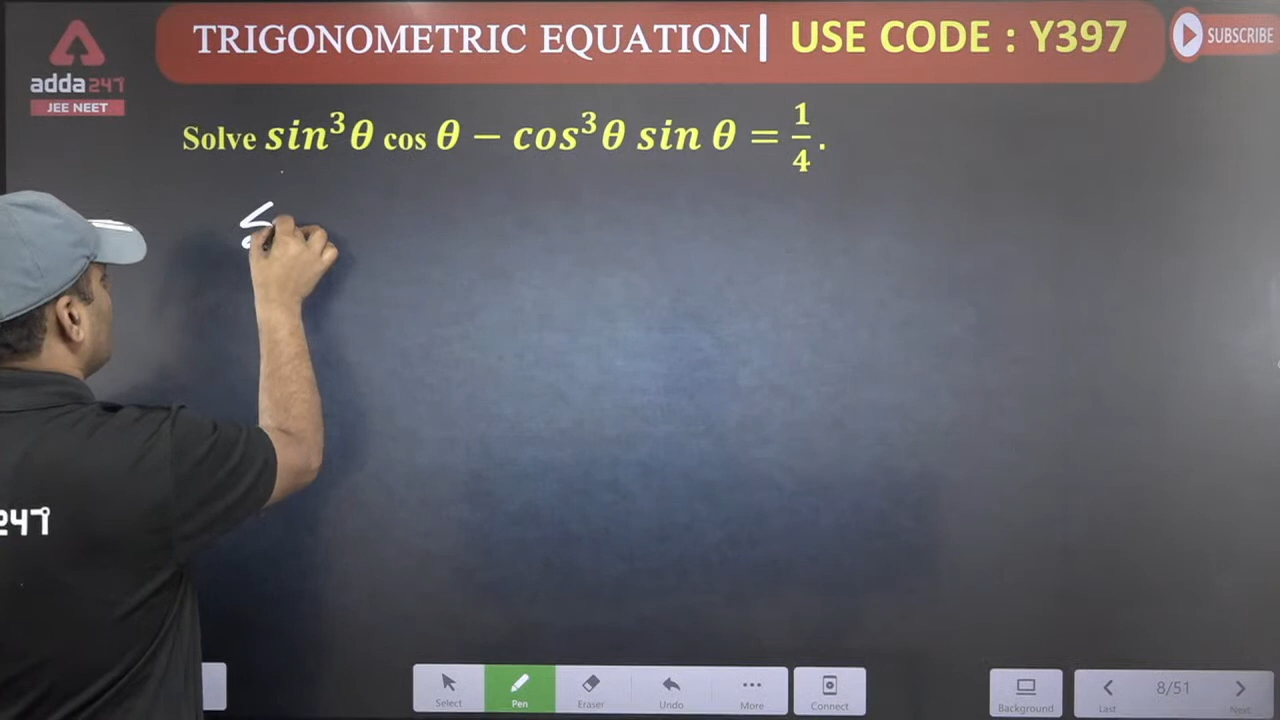 TRIGONOMETRIC EQUATION| USE CODE : Y397
SUBSCRIBE
adda247
JEE NEET
Solve sin³θ cos θ − cos³θ sin θ = 1/4.
247
Select
Pen
Eraser
Undo
More
Connect
Background
Last
8/51
Next